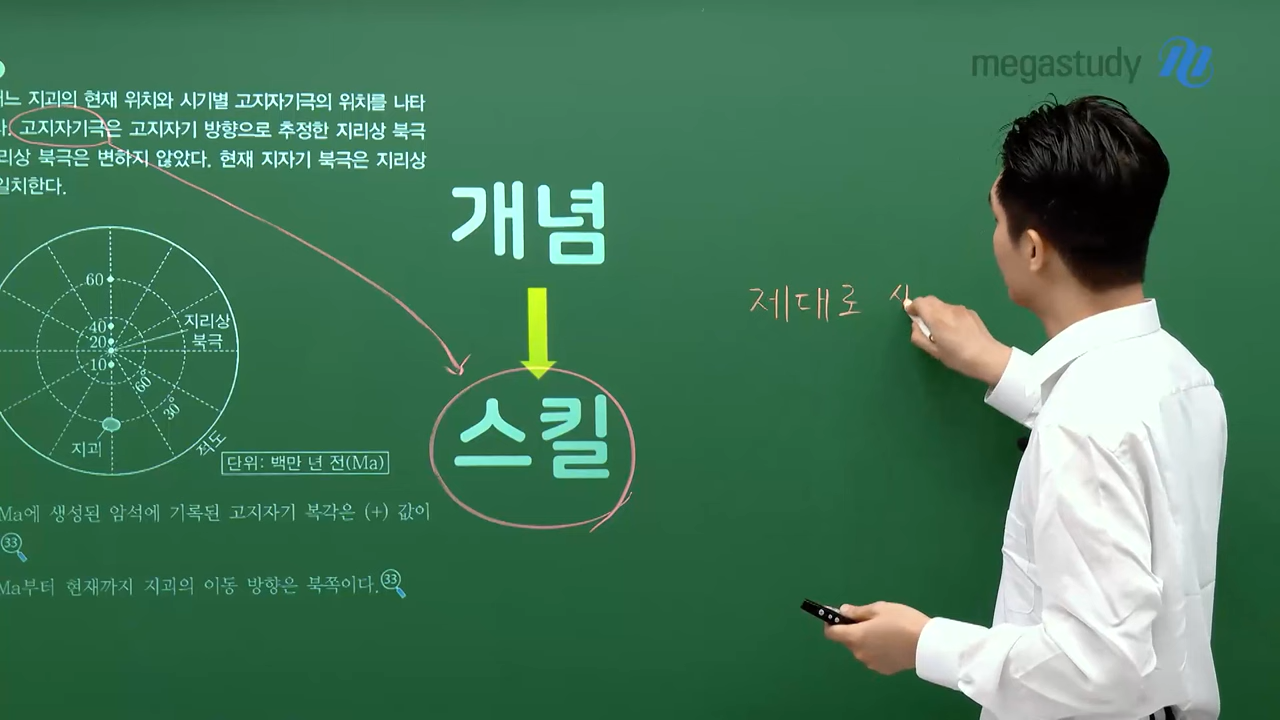 megastudy
지괴의 현재 위치와 시기별 고지자기극의 위치를 나타
고지자기극은 고지자기 방향으로 추정한 지리상 북극
북극은 변하지 않았다. 현재 지자기 북극은 지리상
일치한다.
개념
스킬
제대로
60
40
20
10
지리상
북극
60°
30°
적도
지괴
단위: 백만 년 전(Ma)
Ma에 생성된 암석에 기록된 고지자기 복각은 (+) 값이
33
Ma부터 현재까지 지괴의 이동 방향은 북쪽이다. 33